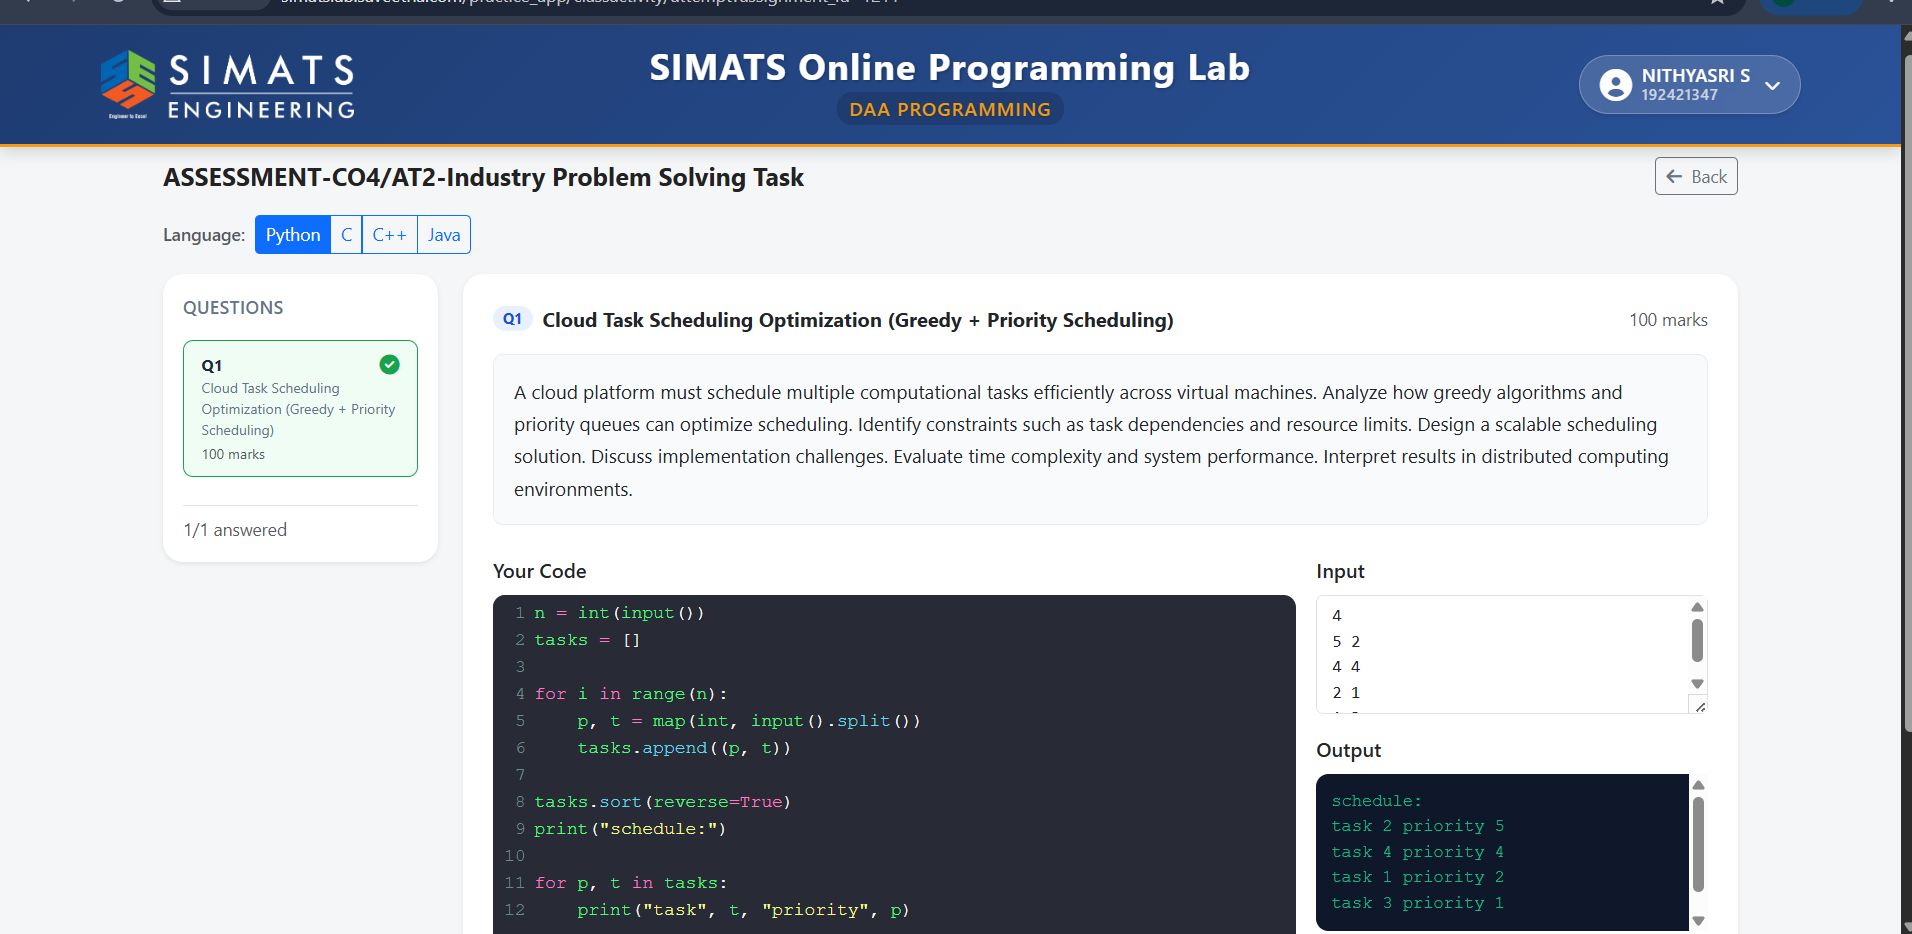 SIMATS
ENGINEERING
Engineer to Excel
SIMATS Online Programming Lab
DAA PROGRAMMING
NITHYASRI S
192421347
ASSESSMENT-CO4/AT2-Industry Problem Solving Task
Back
Language:
Python
C
C++
Java
QUESTIONS
Q1
Cloud Task Scheduling
Optimization (Greedy + Priority
Scheduling)
100 marks
1/1 answered
Q1
Cloud Task Scheduling Optimization (Greedy + Priority Scheduling)
100 marks
A cloud platform must schedule multiple computational tasks efficiently across virtual machines. Analyze how greedy algorithms and
priority queues can optimize scheduling. Identify constraints such as task dependencies and resource limits. Design a scalable scheduling
solution. Discuss implementation challenges. Evaluate time complexity and system performance. Interpret results in distributed computing
environments.
Your Code
1 n = int(input())
2 tasks = []
3
4 for i in range(n):
5     p, t = map(int, input().split())
6     tasks.append((p, t))
7
8 tasks.sort(reverse=True)
9 print("schedule:")
10
11 for p, t in tasks:
12     print("task", t, "priority", p)
Input
4
5 2
4 4
2 1
Output
schedule:
task 2 priority 5
task 4 priority 4
task 1 priority 2
task 3 priority 1